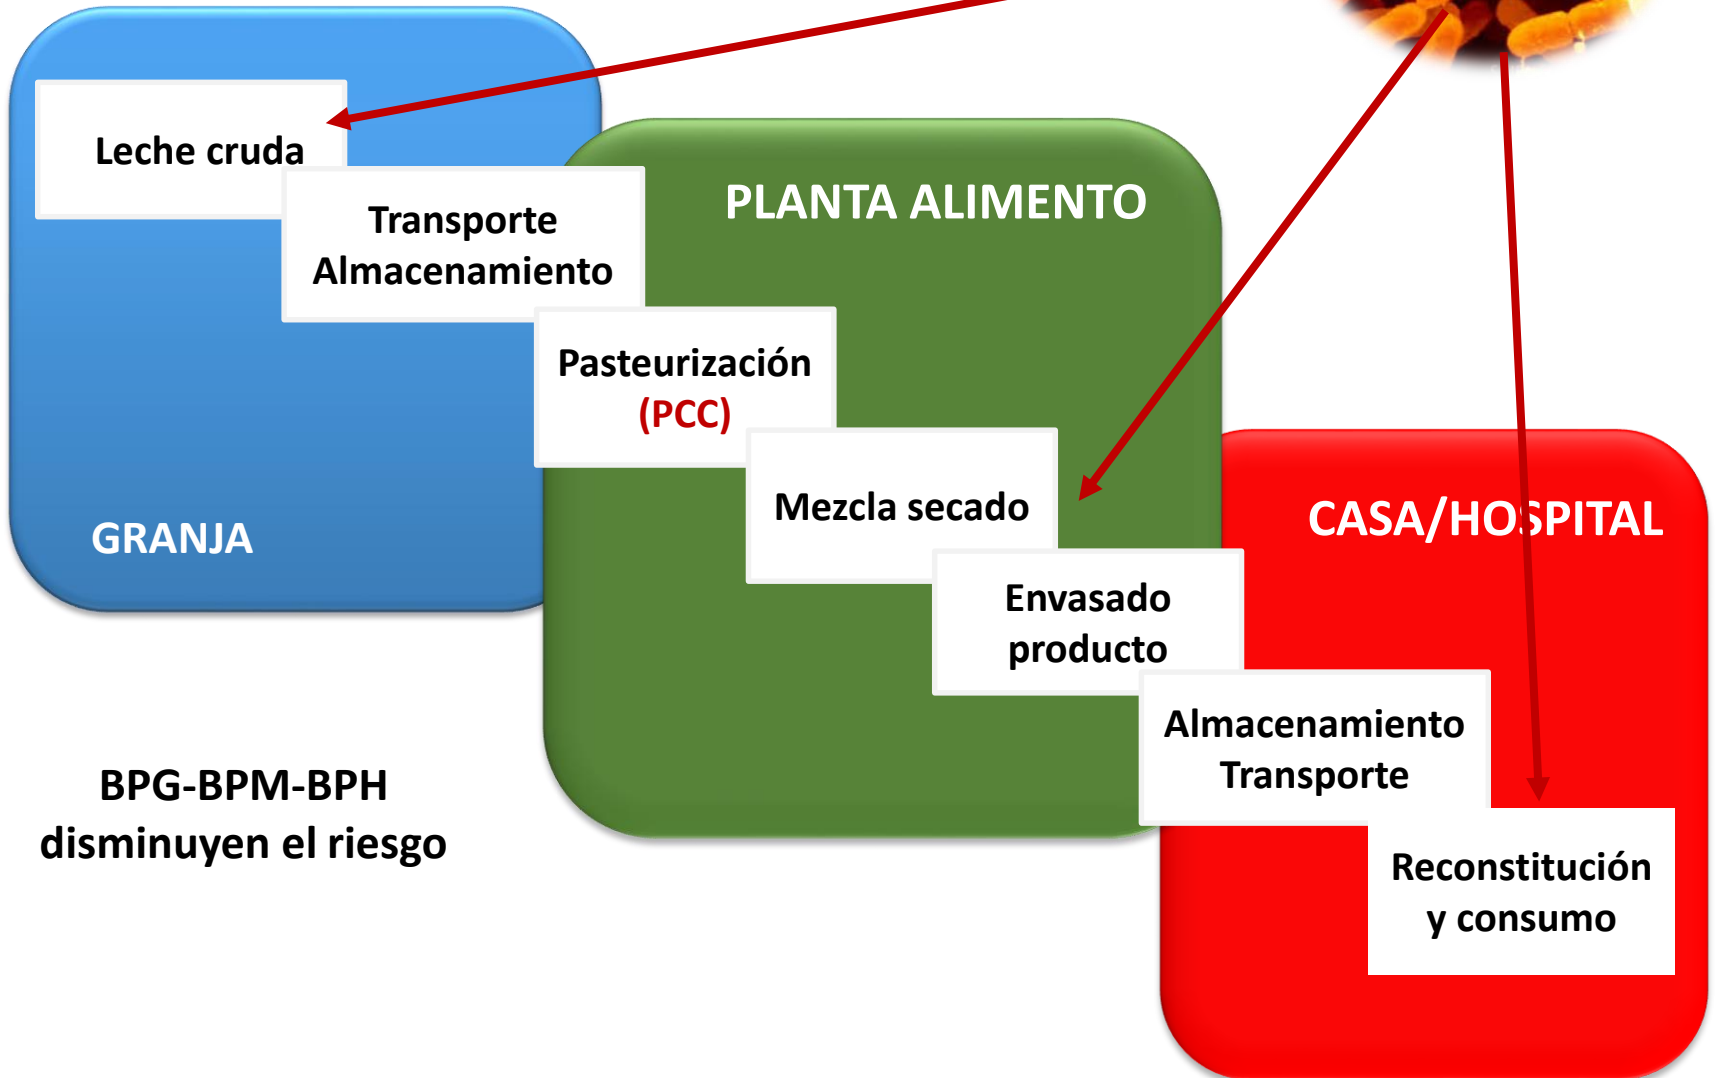 Leche cruda
Transporte
Almacenamiento
PLANTA ALIMENTO
Pasteurización
(PCC)
Mezcla secado
GRANJA
CASA/HOSPITAL
Envasado
producto
Almacenamiento
Transporte
BPG-BPM-BPH
disminuyen el riesgo
Reconstitución
y consumo